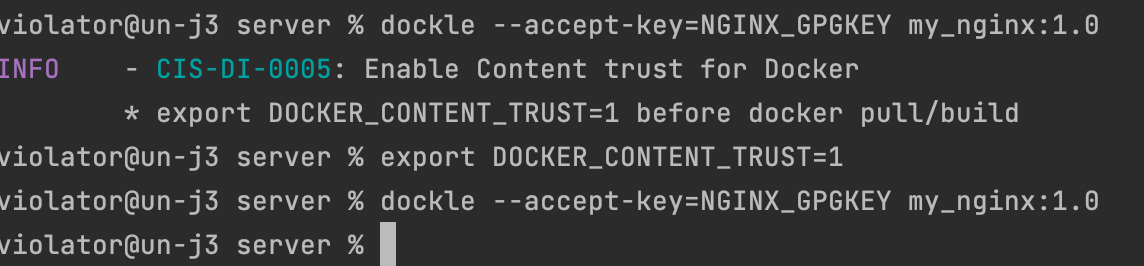 violator@un-j3 server % dockle --accept-key=NGINX_GPGKEY my_nginx:1.0
INFO - CIS-DI-0005: Enable Content trust for Docker
* export DOCKER_CONTENT_TRUST=1 before docker pull/build
violator@un-j3 server % export DOCKER_CONTENT_TRUST=1
violator@un-j3 server % dockle --accept-key=NGINX_GPGKEY my_nginx:1.0
violator@un-j3 server %